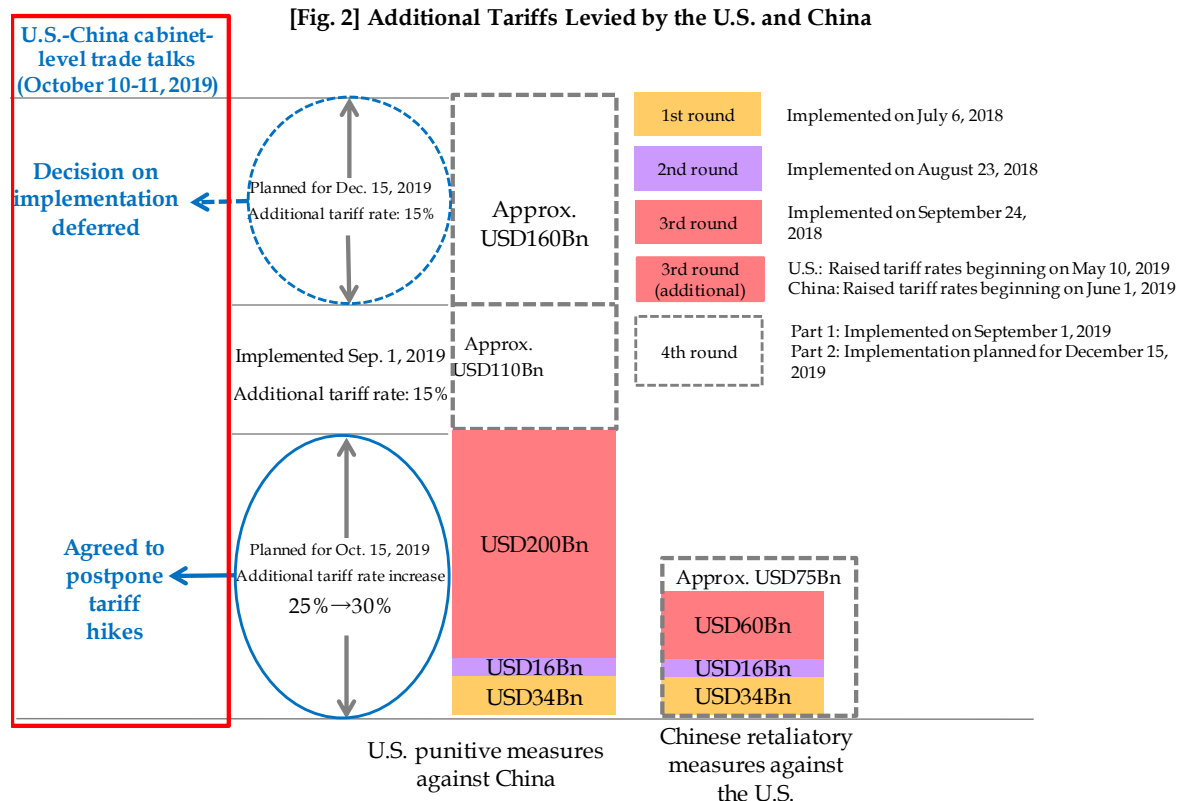 [Fig. 2] Additional Tariffs Levied by the U.S. and China
U.S.-China cabinet-
level trade talks
(October 10-11, 2019)
Decision on
implementation
deferred
Agreed to
postpone
tariff
hikes
Planned for Dec. 15, 2019
Additional tariff rate: 15%
Implemented Sep. 1, 2019
Additional tariff rate: 15%
Planned for Oct. 15, 2019
Additional tariff rate increase
25%→30%
Approx.
USD160Bn
Approx.
USD110Bn
USD200Bn
USD16Bn
USD34Bn
U.S. punitive measures
against China
Approx. USD75Bn
USD60Bn
USD16Bn
USD34Bn
Chinese retaliatory
measures against
the U.S.
1st round
Implemented on July 6, 2018
2nd round
Implemented on August 23, 2018
3rd round
Implemented on September 24,
2018
3rd round
(additional)
U.S.: Raised tariff rates beginning on May 10, 2019
China: Raised tariff rates beginning on June 1, 2019
4th round
Part 1: Implemented on September 1, 2019
Part 2: Implementation planned for December 15,
2019